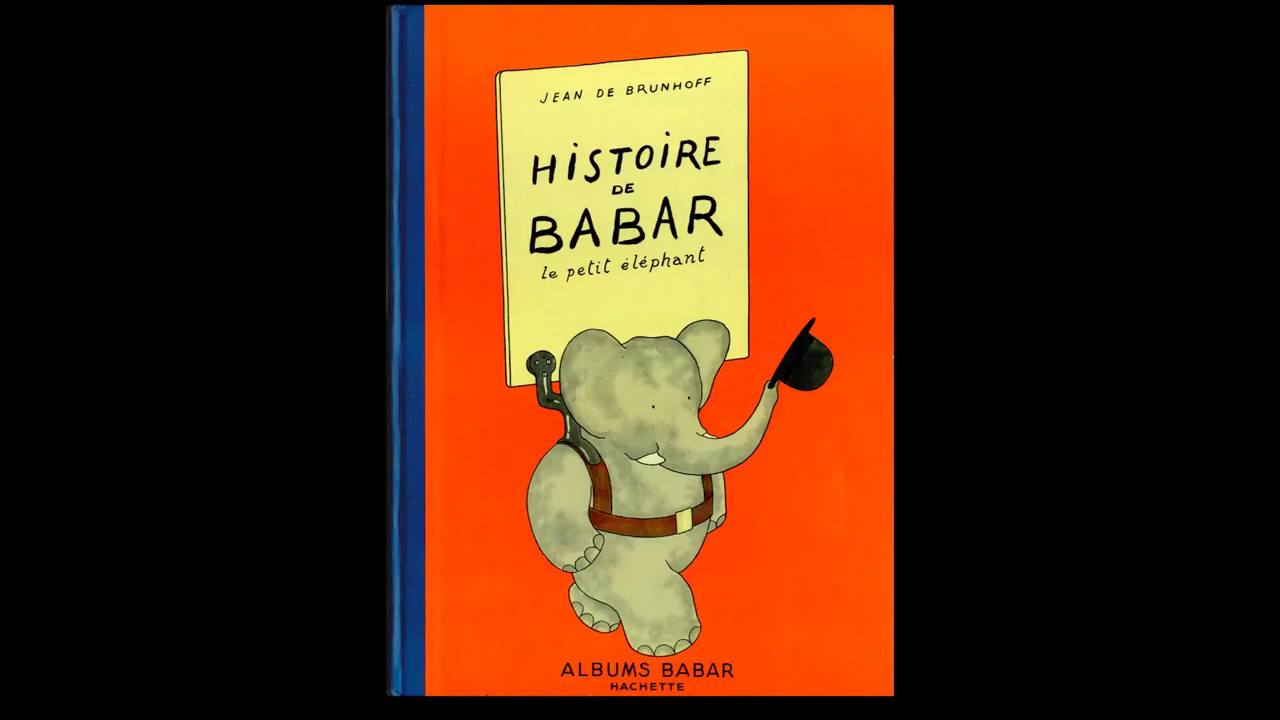 JEAN DE BRUNHOFF
HISTOIRE
DE
BABAR
le petit éléphant
ALBUMS BABAR
HACHETTE